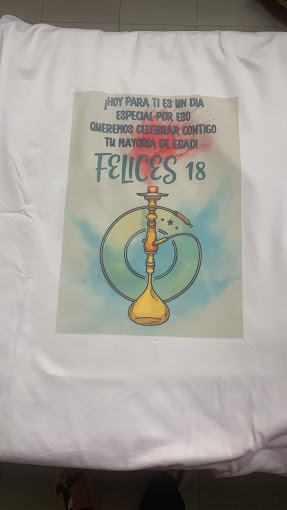 ¡HOY PARA TI ES UN DIA
ESPECIAL POR ESO
QUEREMOS CELEBRAR CONTIGO
TU MAYORIA DE EDAD!
FELICES 18